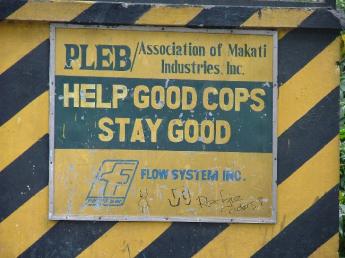 PLEB/Association of Makati
Industries, Inc.
HELP GOOD COPS
STAY GOOD
FLOW SYSTEM INC.